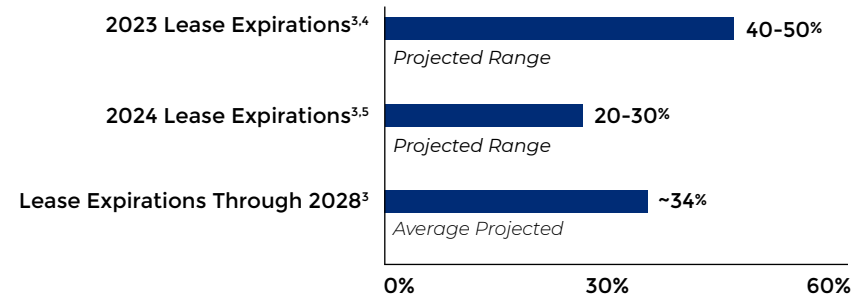 2023 Lease Expirations³,⁴
40-50%
Projected Range
2024 Lease Expirations³,⁵
20-30%
Projected Range
Lease Expirations Through 2028³
~34%
Average Projected
0% 30% 60%